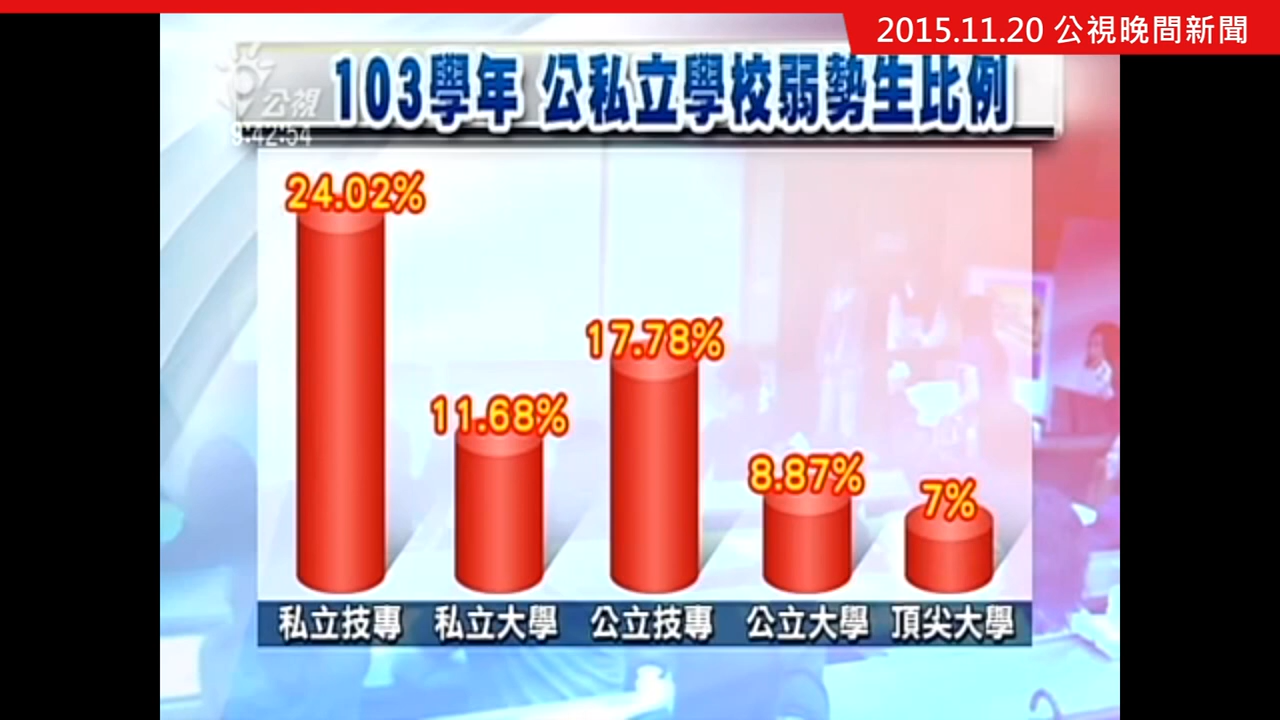 2015.11.20 公視晚間新聞
103學年 公私立學校弱勢生比例
公視
9:42:54
24.02%
11.68%
17.78%
8.87%
7%
私立技專 私立大學 公立技專 公立大學 頂尖大學